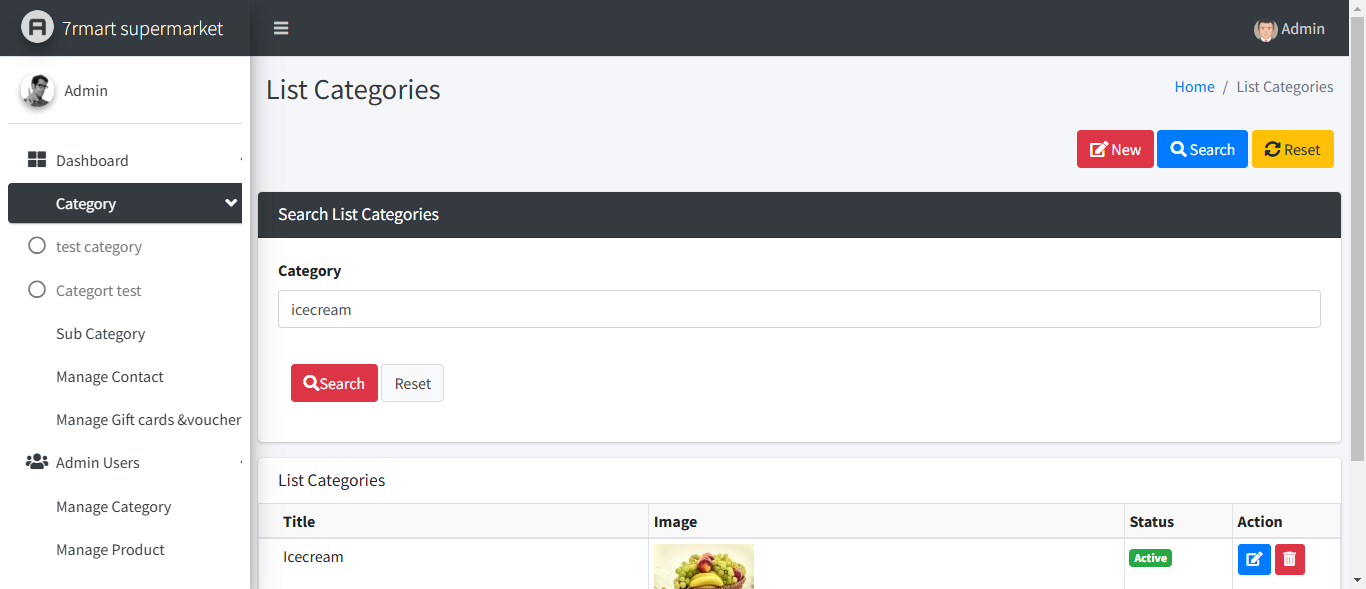 7rmart supermarket
Admin
Admin
List Categories
Home / List Categories
New Search Reset
Dashboard
Category
test category
Categort test
Sub Category
Manage Contact
Manage Gift cards &voucher
Admin Users
Manage Category
Manage Product
Search List Categories
Category
icecream
Search Reset
List Categories
Title Image Status Action
Icecream Active